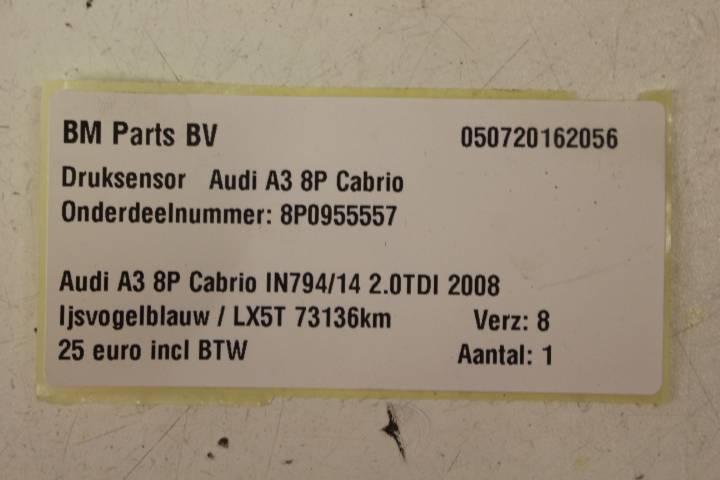 BM Parts BV 050720162056
Druksensor Audi A3 8P Cabrio
Onderdeelnummer: 8P0955557
Audi A3 8P Cabrio IN794/14 2.0TDI 2008
Ijsvogelblauw / LX5T 73136km Verz: 8
25 euro incl BTW Aantal: 1